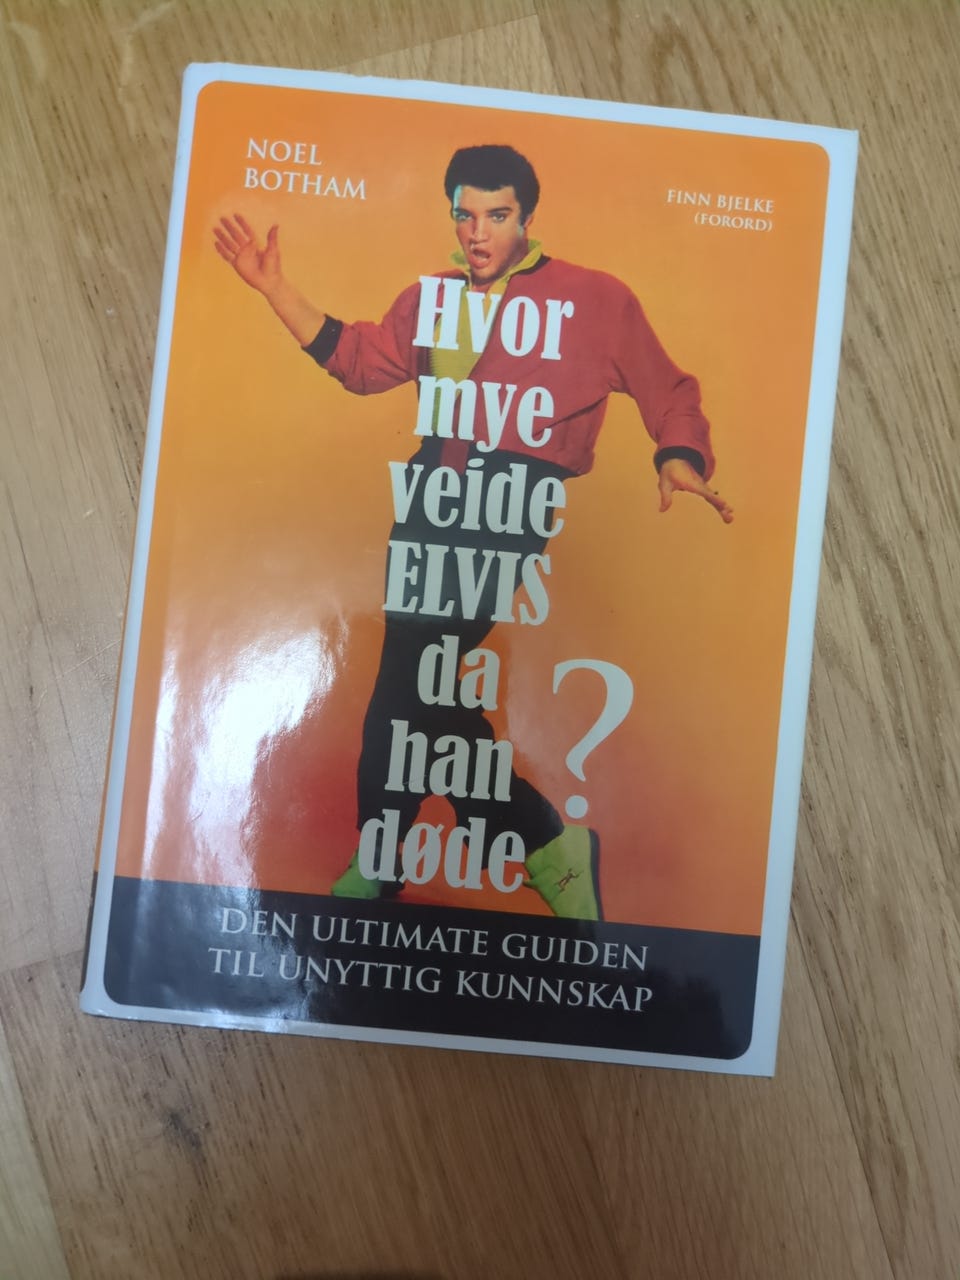 NOEL
BOTHAM
FINN BJELKE
(FORORD)
Hvor
mye
veide
ELVIS
da
han
døde
?
DEN ULTIMATE GUIDEN
TIL UNYTTIG KUNNSKAP